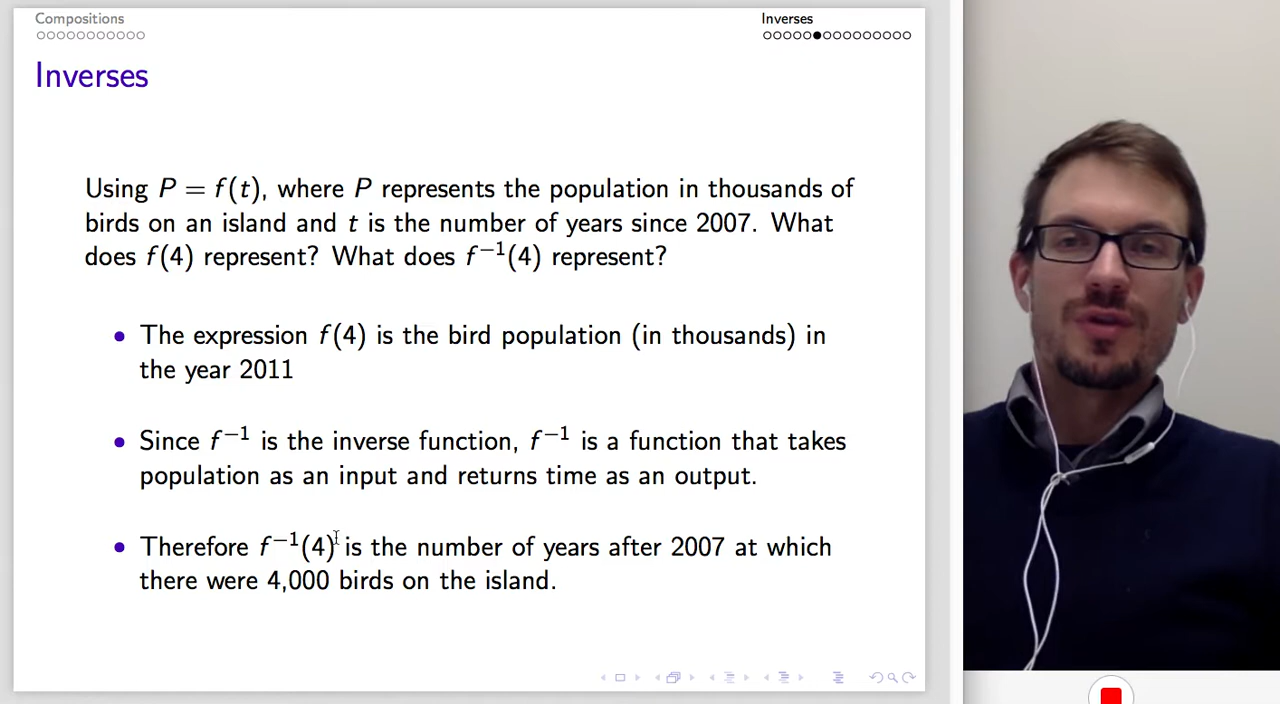 Compositions
Inverses
Inverses
Using P = f(t), where P represents the population in thousands of
birds on an island and t is the number of years since 2007. What
does f(4) represent? What does f⁻¹(4) represent?
• The expression f(4) is the bird population (in thousands) in
the year 2011
• Since f⁻¹ is the inverse function, f⁻¹ is a function that takes
population as an input and returns time as an output.
• Therefore f⁻¹(4) is the number of years after 2007 at which
there were 4,000 birds on the island.